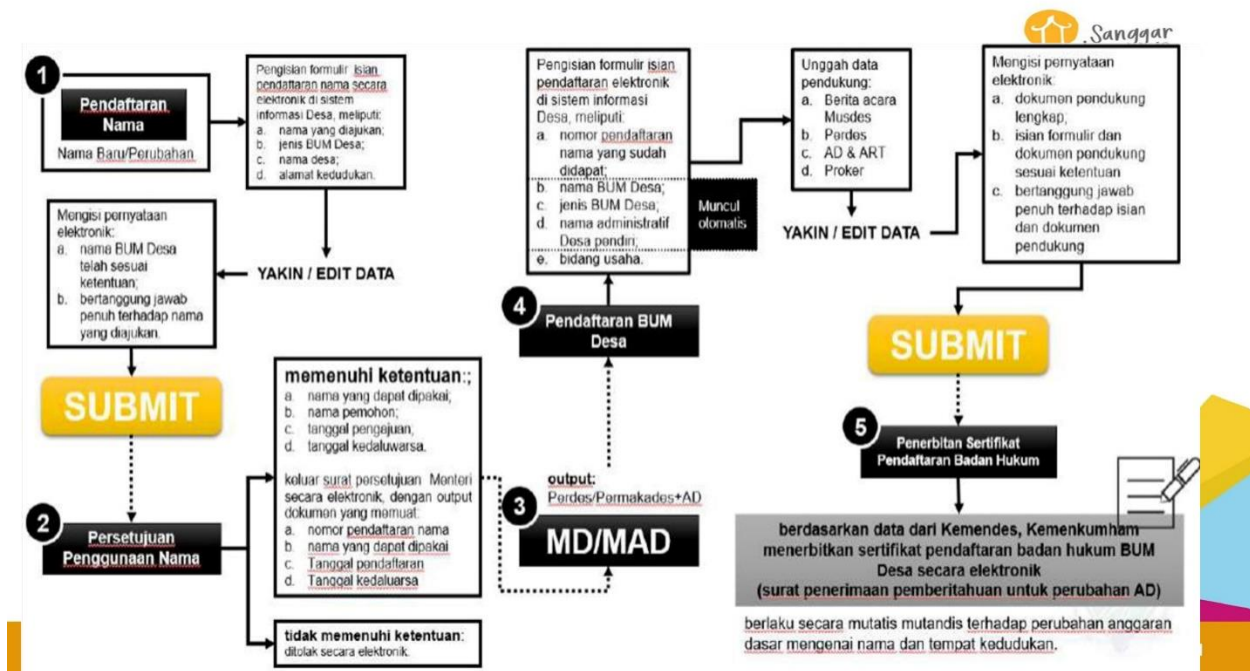 Sanggar
1
Pendaftaran
Nama
Nama Baru/Perubahan
Pengisian formulir isian
pendaftaran nama secara
elektronik di sistem
informasi Desa, meliputi:
a. nama yang diajukan;
b. jenis BUM Desa;
c. nama desa;
d. alamat kedudukan.
YAKIN / EDIT DATA
Mengisi pernyataan
elektronik:
a. nama BUM Desa
telah sesuai
ketentuan;
b. bertanggung jawab
penuh terhadap nama
yang diajukan.
SUBMIT
2
Persetujuan
Penggunaan Nama
memenuhi ketentuan:;
a. nama yang dapat dipakai;
b. nama pemohon;
c. tanggal pengajuan;
d. tanggal kedaluwarsa.
keluar surat persetujuan Menteri
secara elektronik, dengan output
dokumen yang memuat:
a. nomor pendaftaran nama
b. nama yang dapat dipakai
c. Tanggal pendaftaran
d. Tanggal kedaluarsa
tidak memenuhi ketentuan:
ditolak secara elektronik.
output:
Perdes/Permakades+AD
3
MD/MAD
4
Pendaftaran BUM
Desa
Pengisian formulir isian
pendaftaran elektronik
di sistem informasi
Desa, meliputi:
a. nomor pendaftaran
nama yang sudah
didapat;
b. nama BUM Desa;
c. jenis BUM Desa;
d. nama administratif
Desa pendiri;
e. bidang usaha.
Muncul
otomatis
Unggah data
pendukung:
a. Berita acara
Musdes
b. Perdes
c. AD & ART
d. Proker
YAKIN / EDIT DATA
Mengisi pernyataan
elektronik:
a. dokumen pendukung
lengkap;
b. isian formulir dan
dokumen pendukung
sesuai ketentuan
c. bertanggung jawab
penuh terhadap isian
dan dokumen
pendukung
SUBMIT
5
Penerbitan Sertifikat
Pendaftaran Badan Hukum
berdasarkan data dari Kemendes, Kemenkumham
menerbitkan sertifikat pendaftaran badan hukum BUM
Desa secara elektronik
(surat penerimaan pemberitahuan untuk perubahan AD)
berlaku secara mutatis mutandis terhadap perubahan anggaran
dasar mengenai nama dan tempat kedudukan.